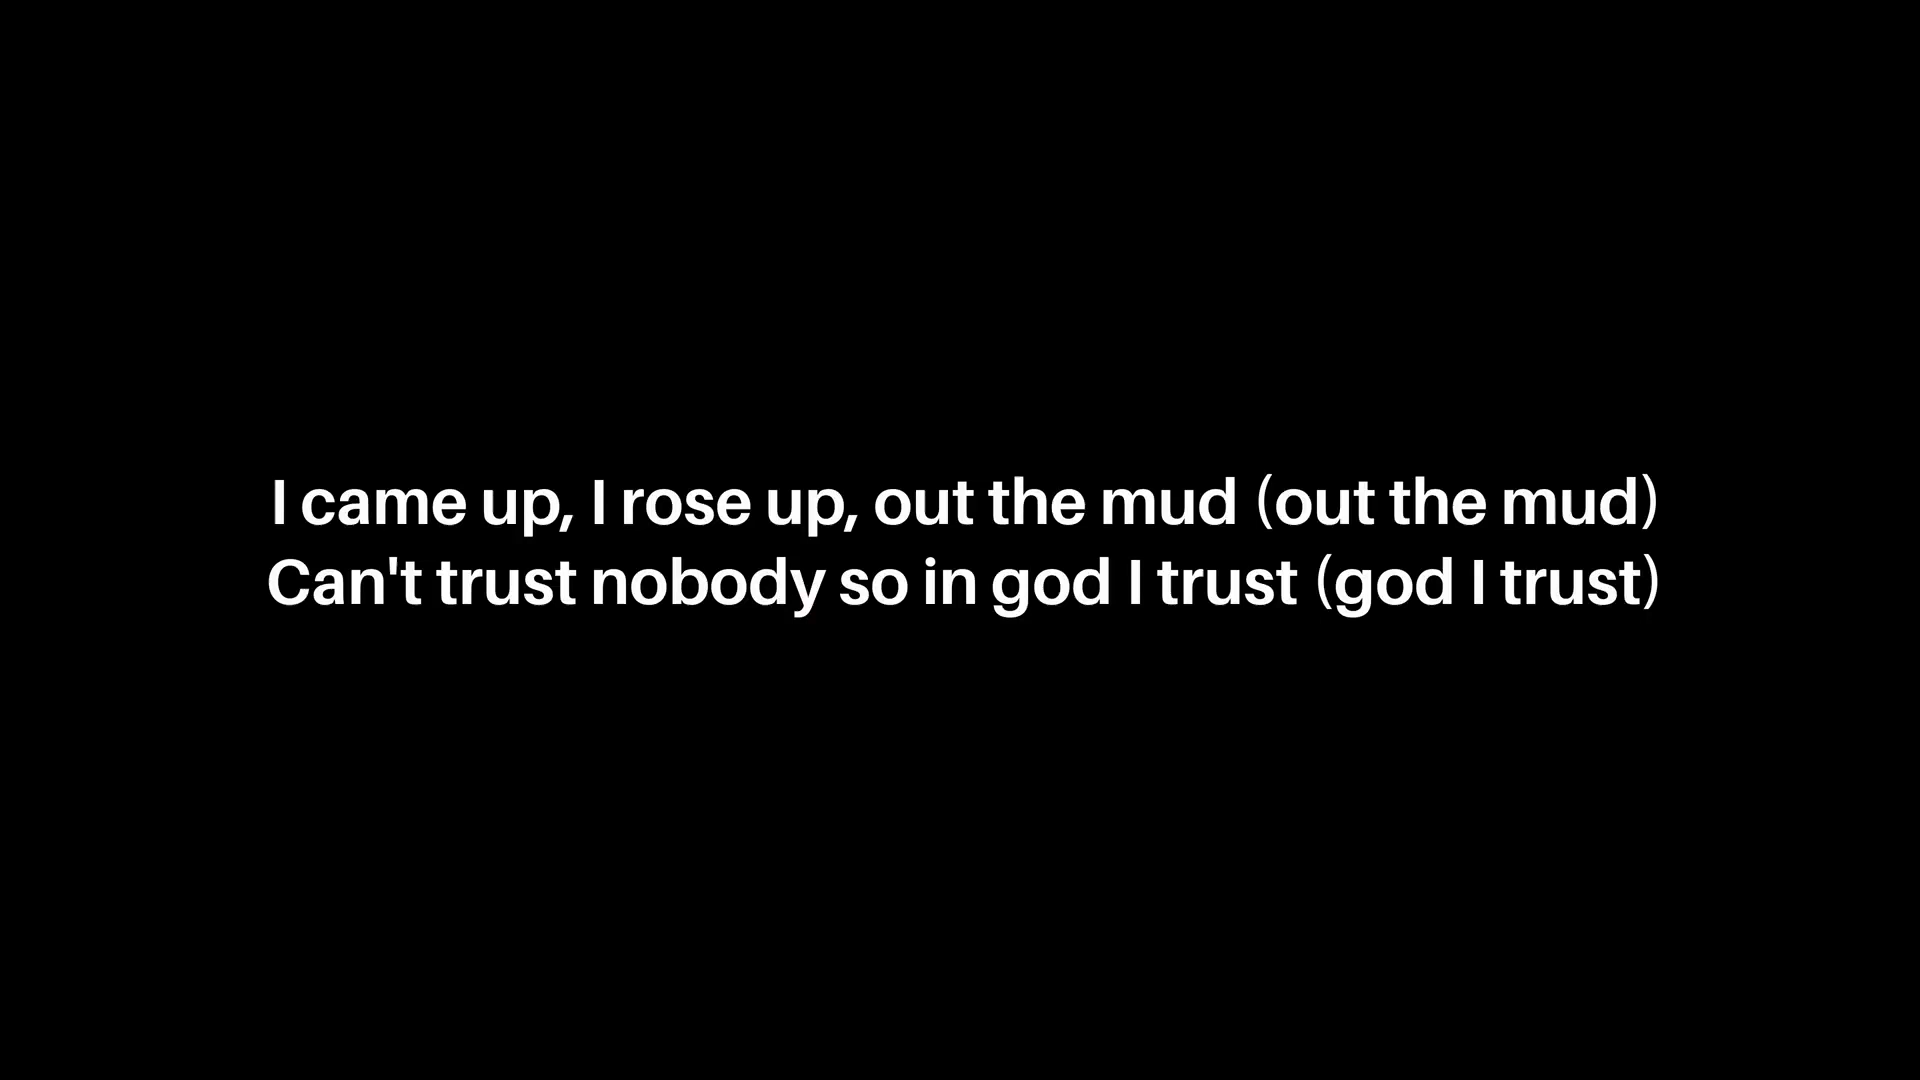 I came up, I rose up, out the mud (out the mud)
Can't trust nobody so in god I trust (god I trust)